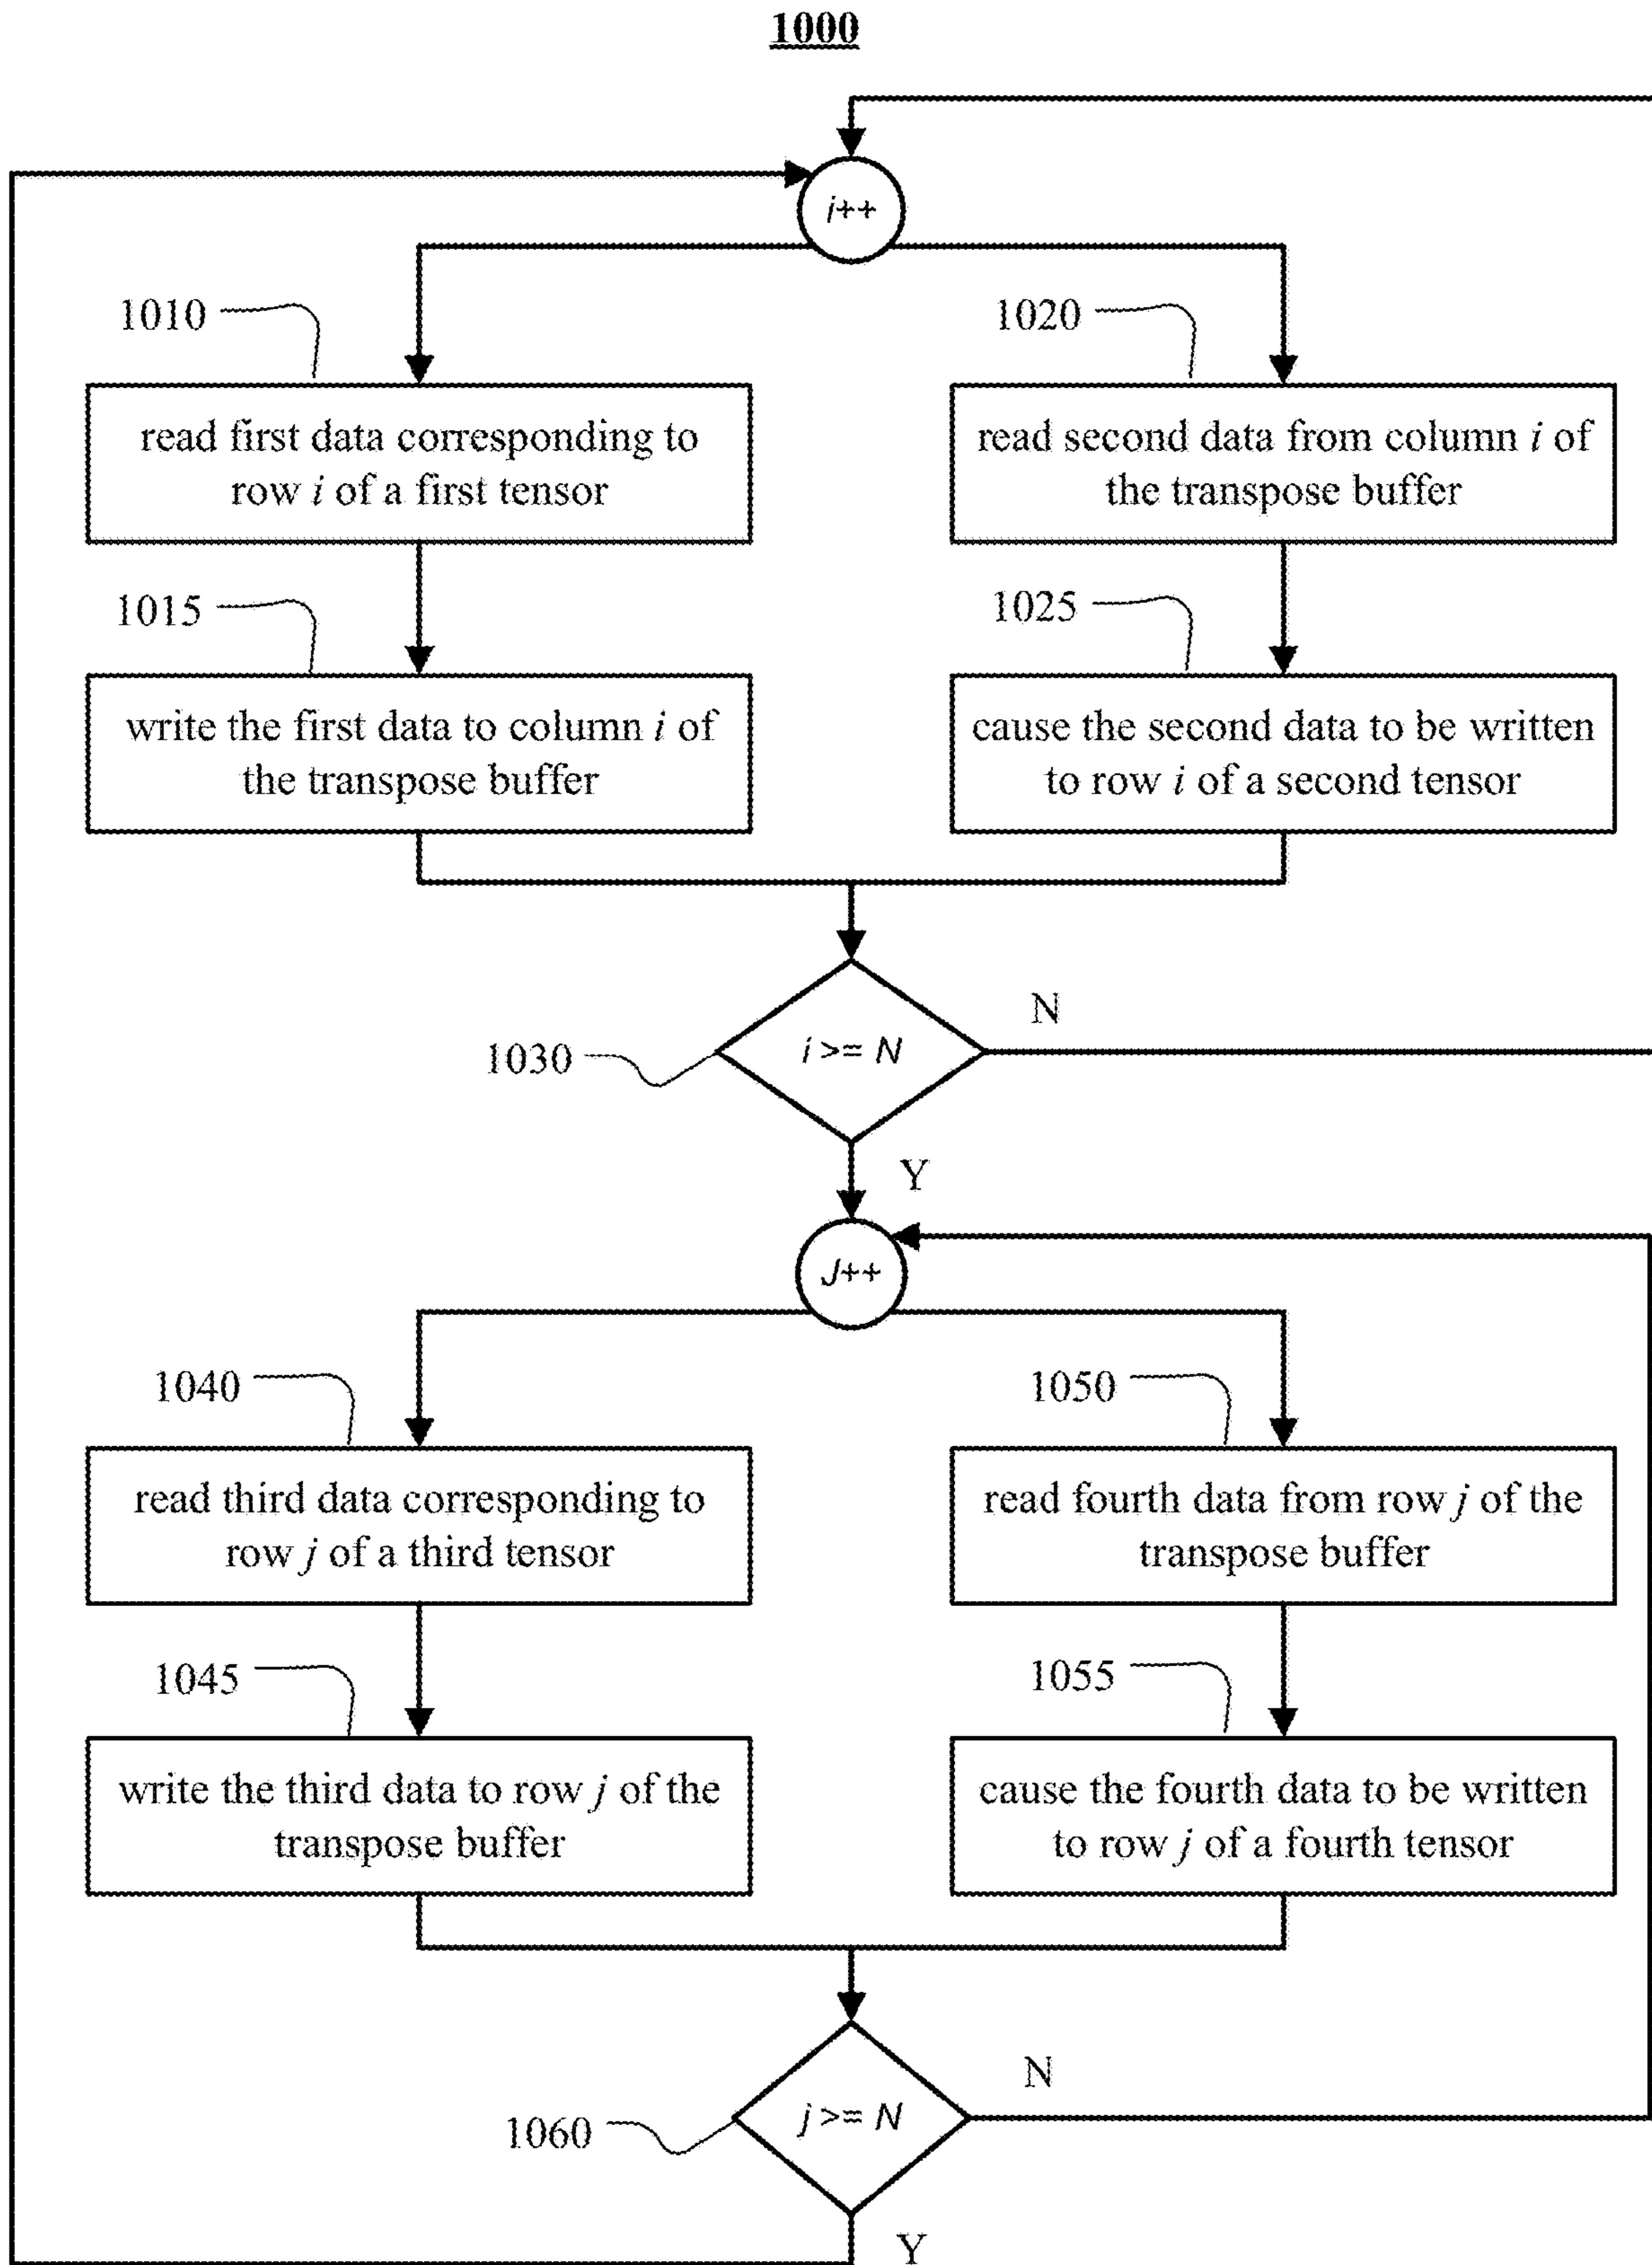 1000
i++
1010
1020
read first data corresponding to
row i of a first tensor
read second data from column i of
the transpose buffer
1015
1025
write the first data to column i of
the transpose buffer
cause the second data to be written
to row i of a second tensor
1030
i >= N
N
Y
J++
1040
1050
read third data corresponding to
row j of a third tensor
read fourth data from row j of the
transpose buffer
1045
1055
write the third data to row j of the
transpose buffer
cause the fourth data to be written
to row j of a fourth tensor
1060
j >= N
N
Y